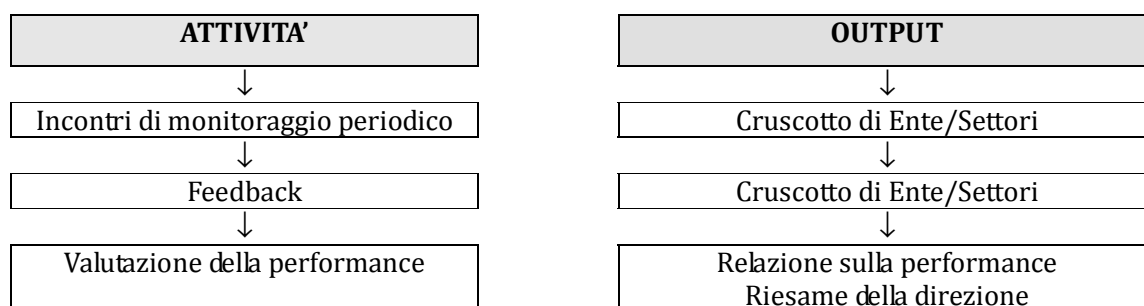 ATTIVITA’
↓
Incontri di monitoraggio periodico
↓
Feedback
↓
Valutazione della performance
OUTPUT
↓
Cruscotto di Ente/Settori
↓
Cruscotto di Ente/Settori
↓
Relazione sulla performance
Riesame della direzione